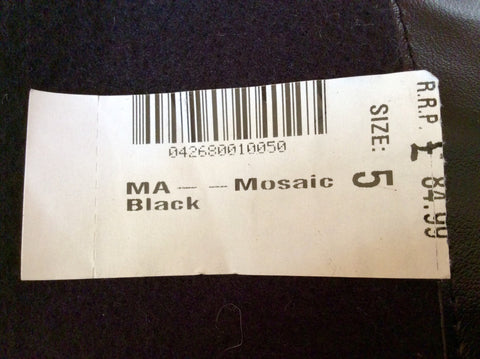 042680010050
MA -- -- Mosaic
Black
SIZE: 5
R.R.P. £ 84.99